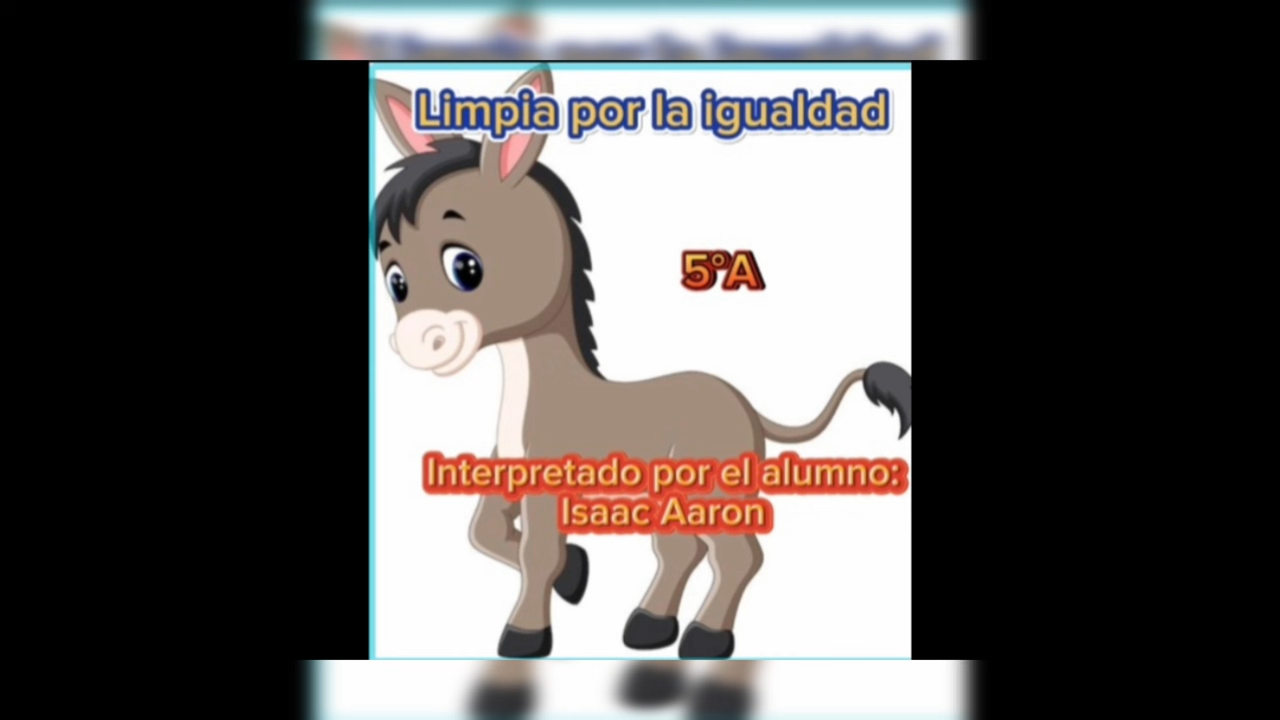 Limpia por la igualdad
5°A
Interpretado por el alumno:
Isaac Aaron